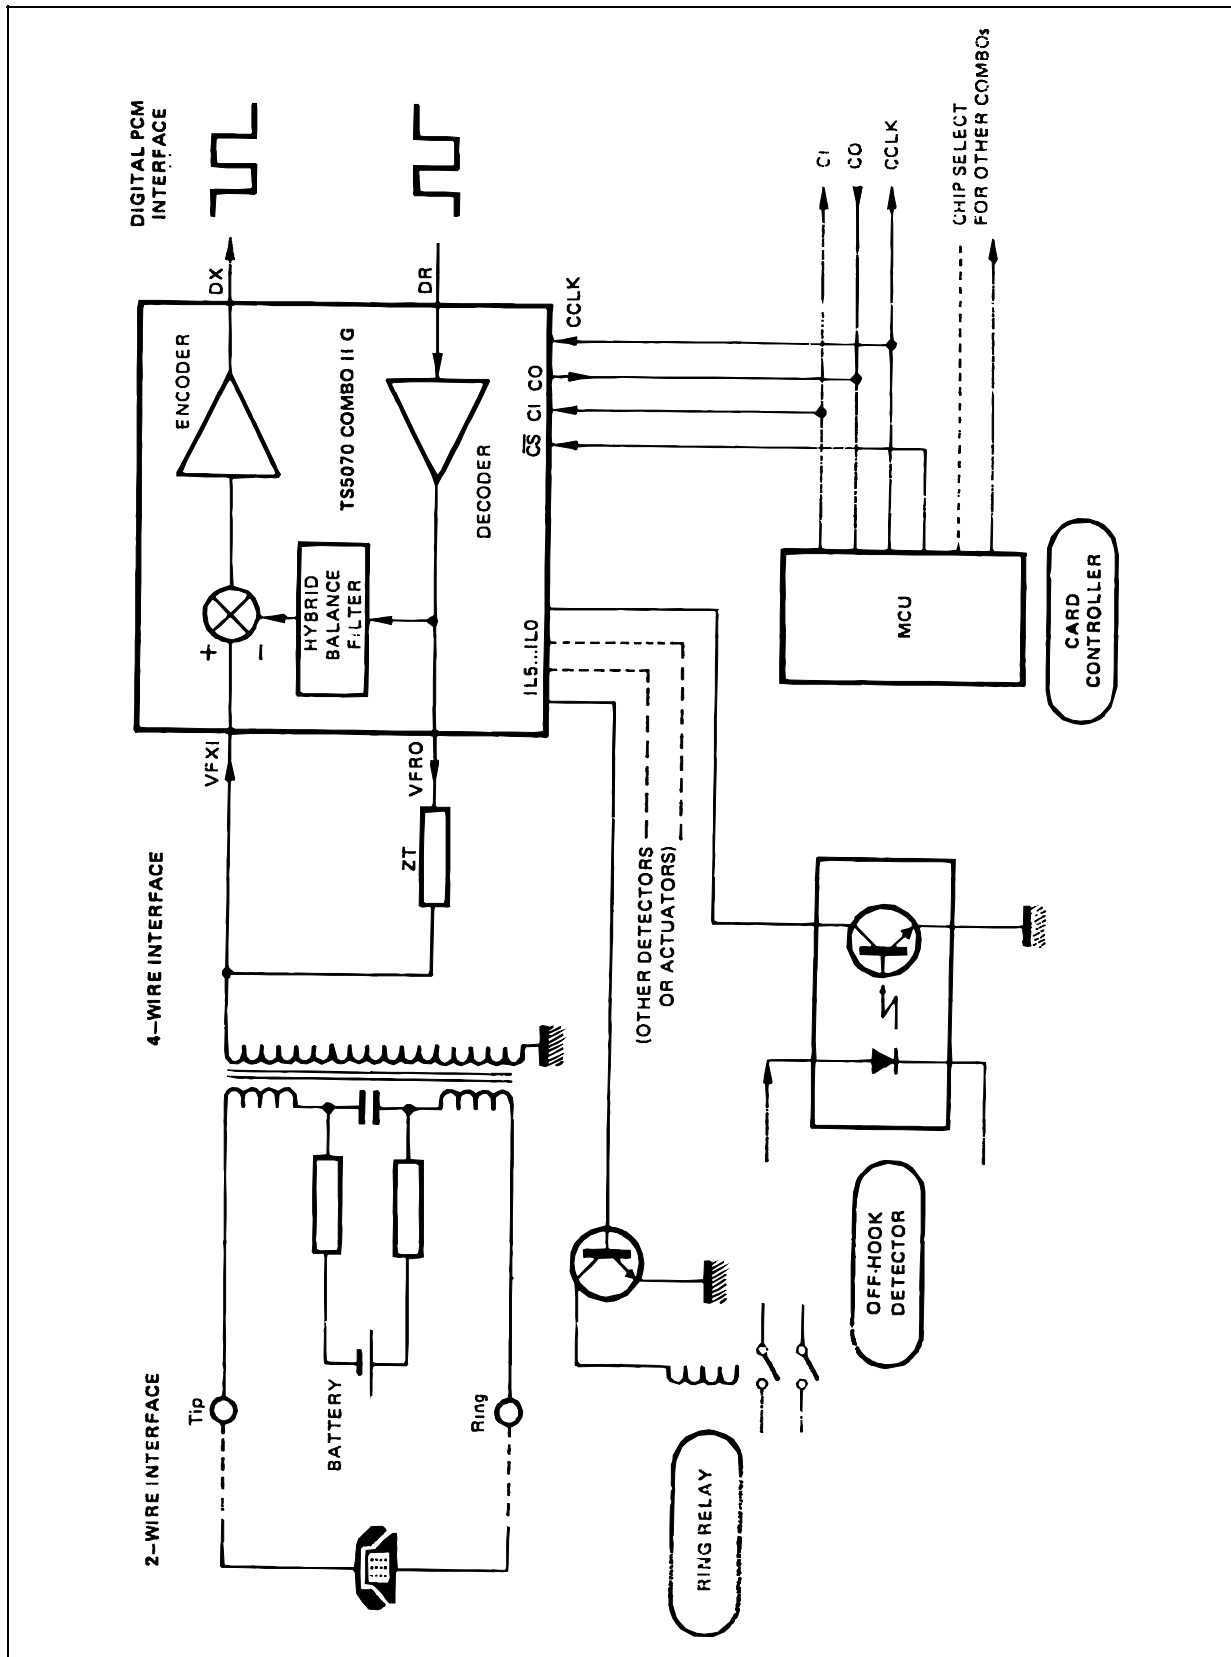 2-WIRE INTERFACE
4-WIRE INTERFACE
DIGITAL PCM
INTERFACE
Tip
BATTERY
Ring
VFXI
VFRO
ZT
+
-
HYBRID
BALANCE
FILTER
ENCODER
DECODER
TS5070 COMBO II G
DX
DR
IL5...IL0
CS CI CO
CCLK
(OTHER DETECTORS
OR ACTUATORS)
RING RELAY
OFF-HOOK
DETECTOR
MCU
CARD
CONTROLLER
CI
CO
CCLK
CHIP SELECT
FOR OTHER COMBOs